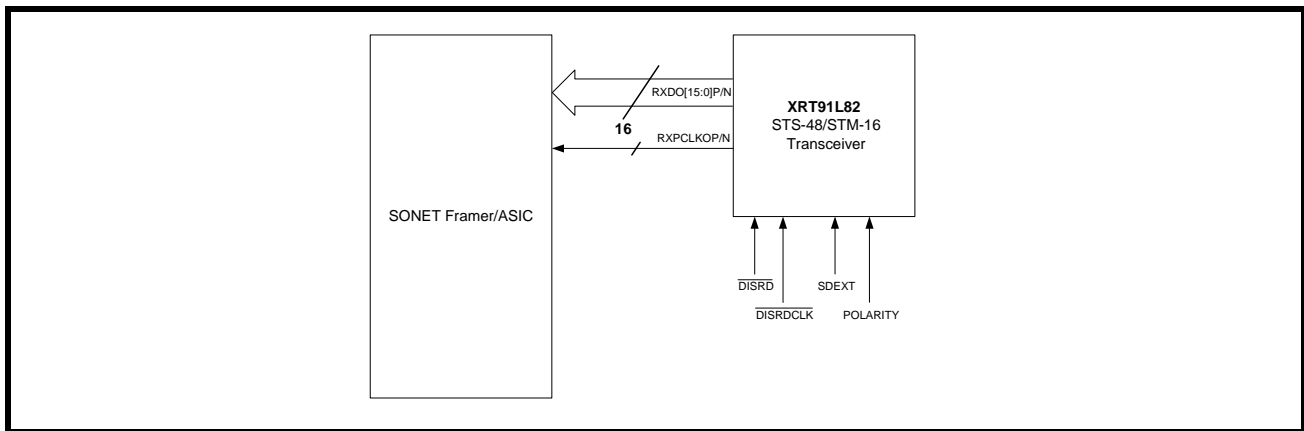 RXDO[15:0]P/N
16
RXPCLKOP/N
XRT91L82
STS-48/STM-16
Transceiver
SONET Framer/ASIC
DISRD
SDEXT
DISRDCLK
POLARITY